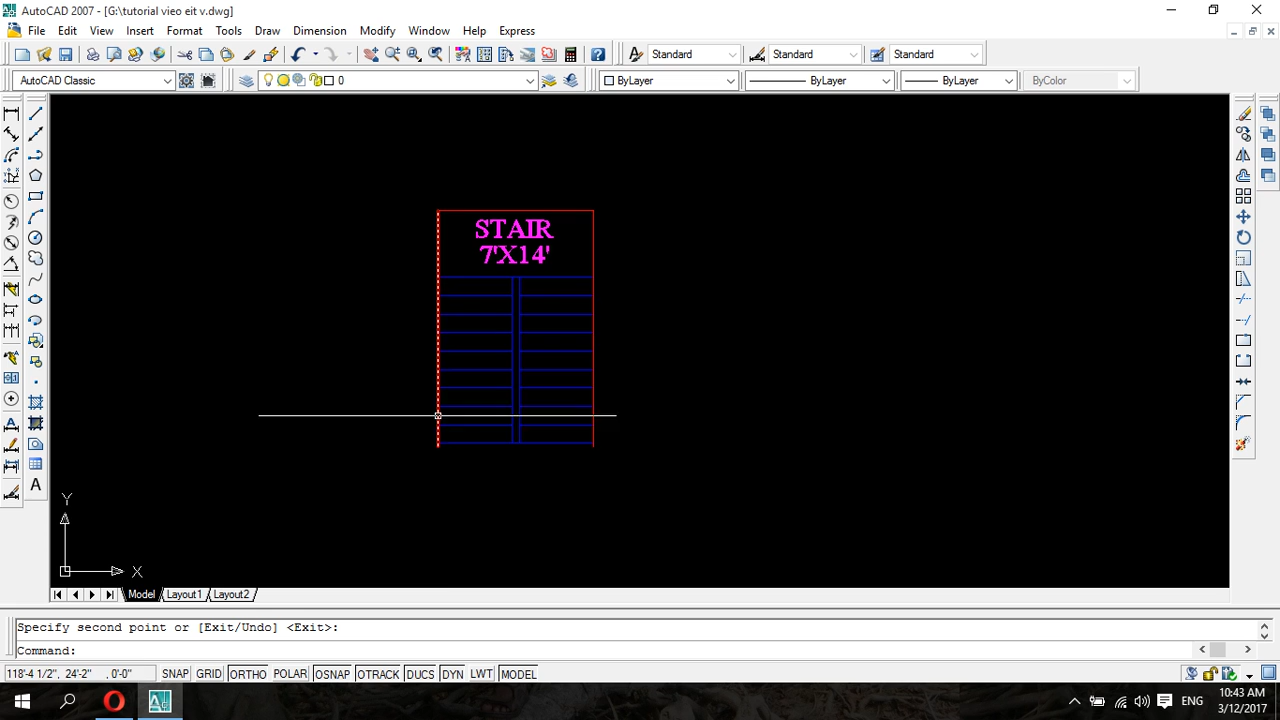 AutoCAD 2007 - [G:\tutorial vieo eit v.dwg]
File Edit View Insert Format Tools Draw Dimension Modify Window Help Express
Standard Standard Standard
AutoCAD Classic 0 ByLayer ByLayer ByLayer ByColor
STAIR
7'X14'
Y
X
Model Layout1 Layout2
Specify second point or [Exit/Undo] <Exit>:
Command:
118'-4 1/2", 24'-2" , 0'-0" SNAP GRID ORTHO POLAR OSNAP OTRACK DUCS DYN LWT MODEL
ENG
10:43 AM
3/12/2017